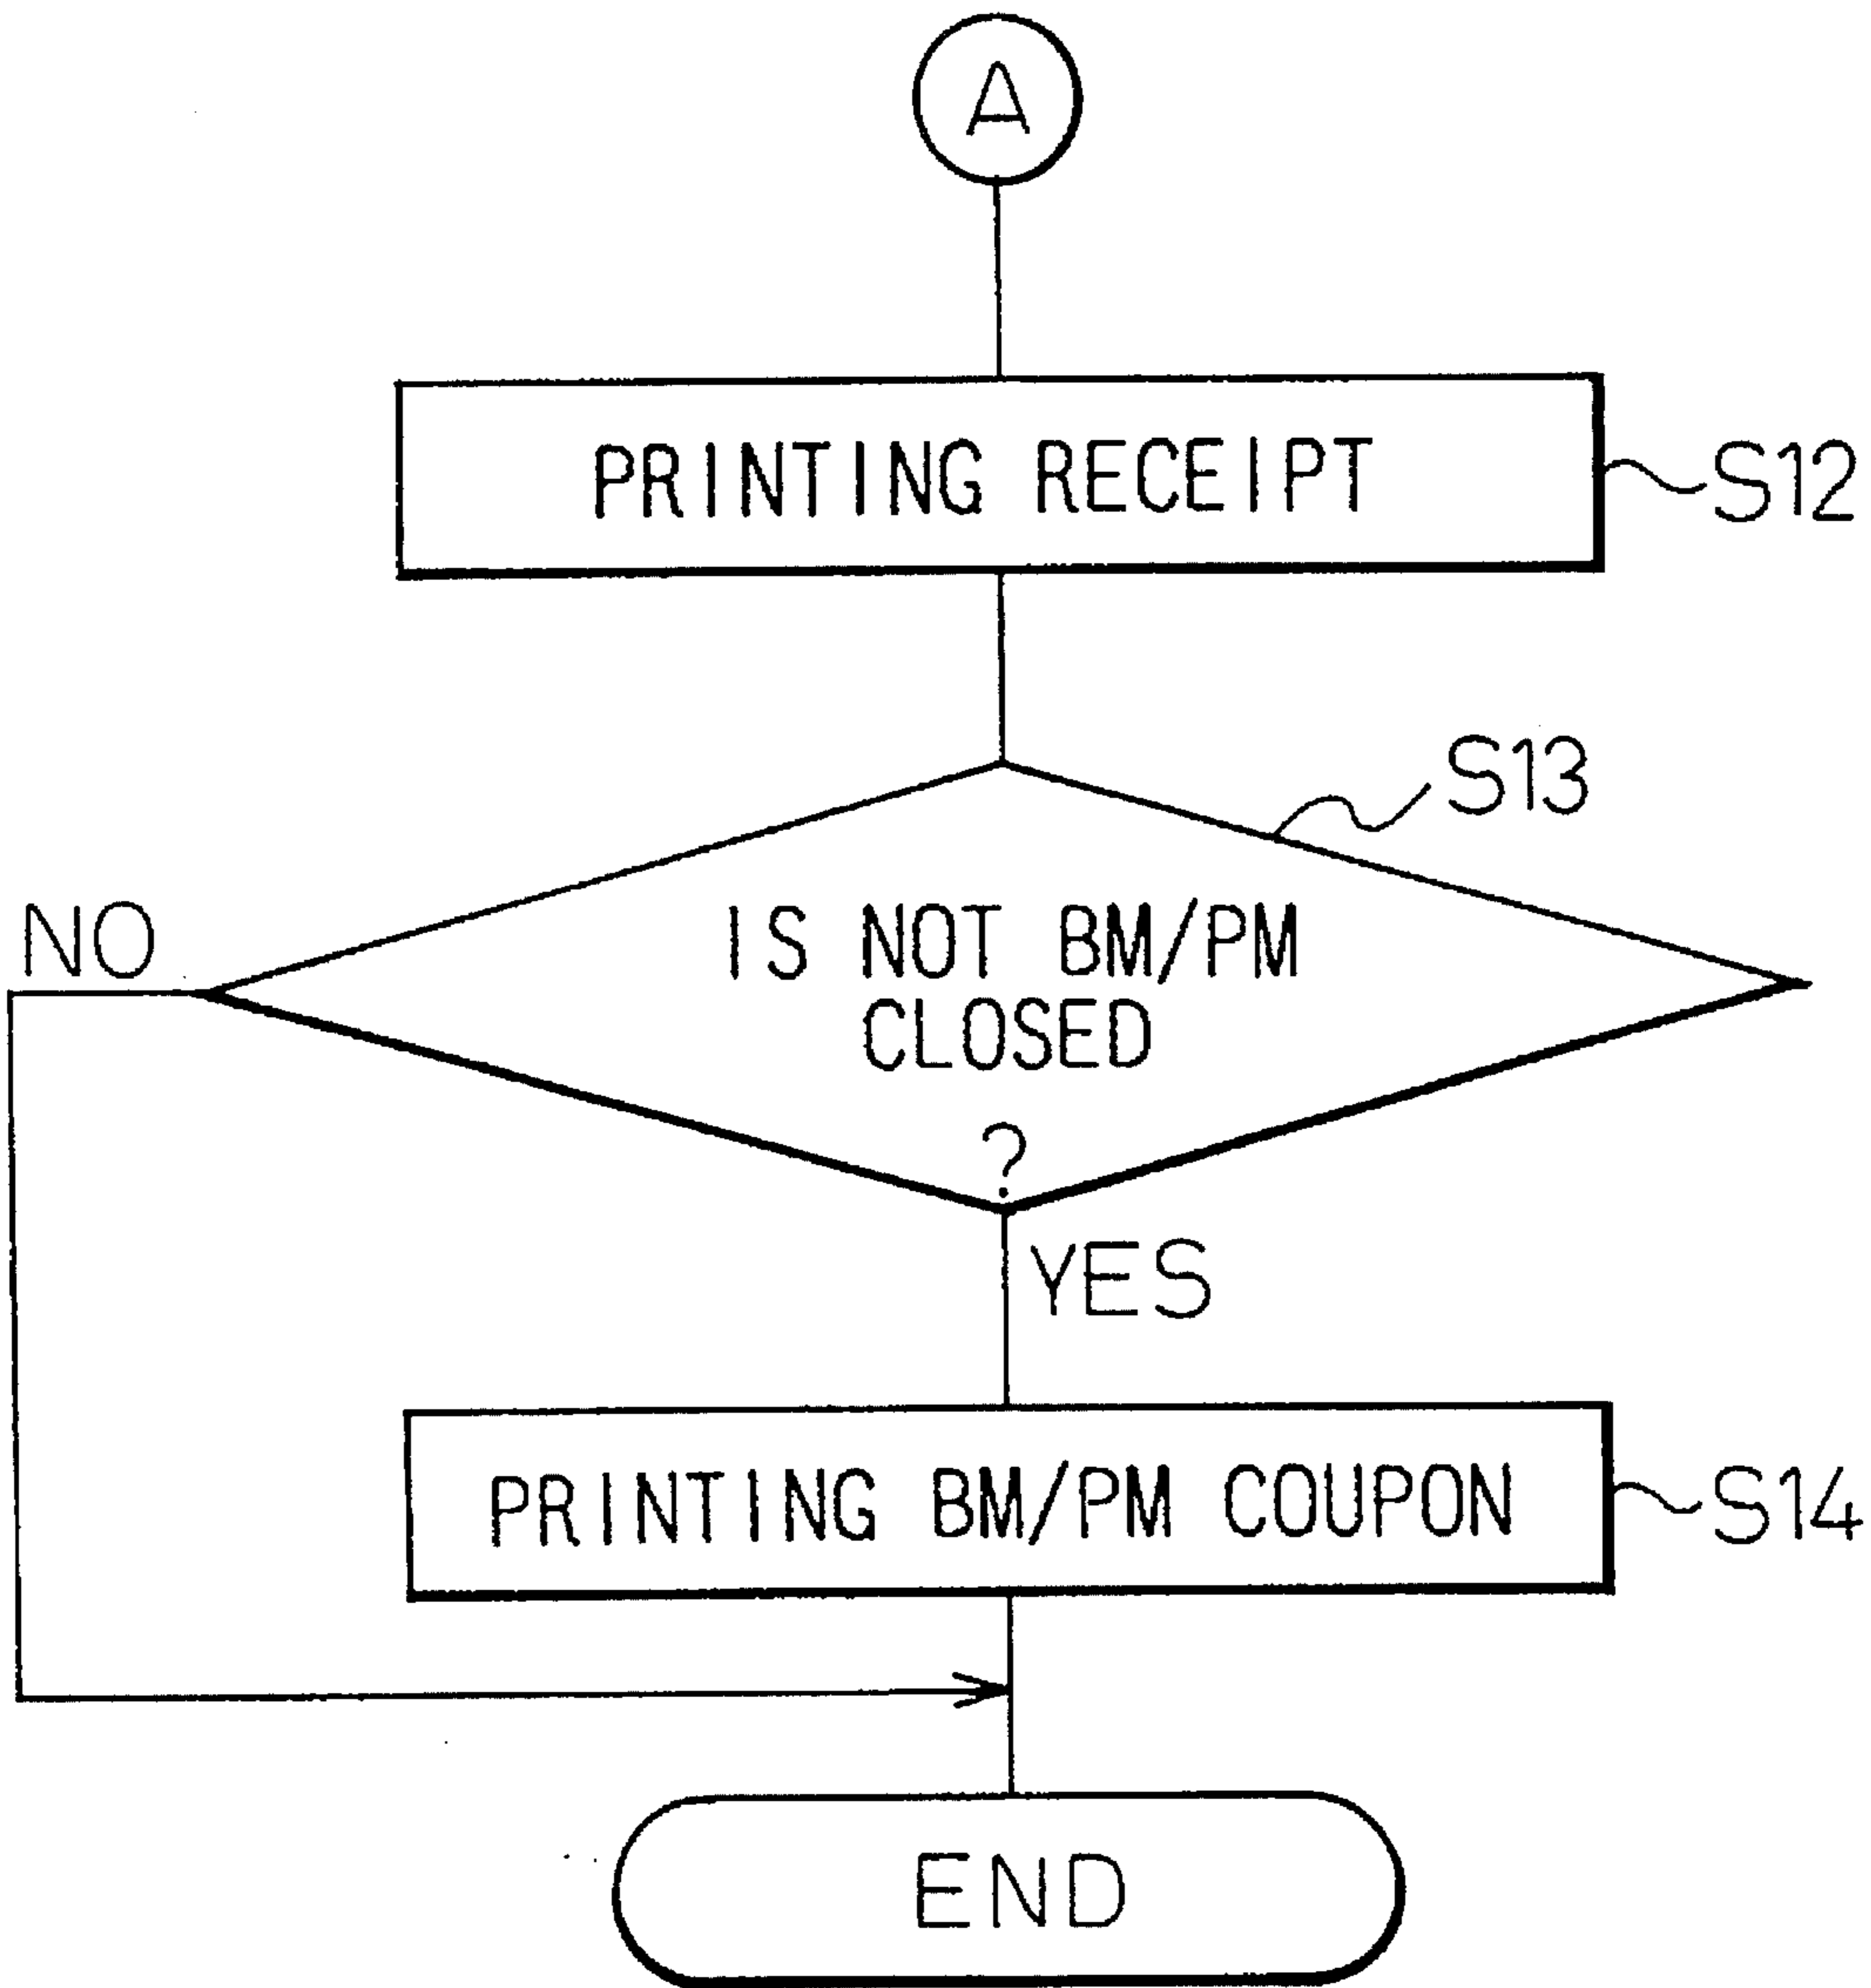 A
PRINTING RECEIPT
S12
S13
NO
IS NOT BM/PM
CLOSED
?
YES
PRINTING BM/PM COUPON
S14
END